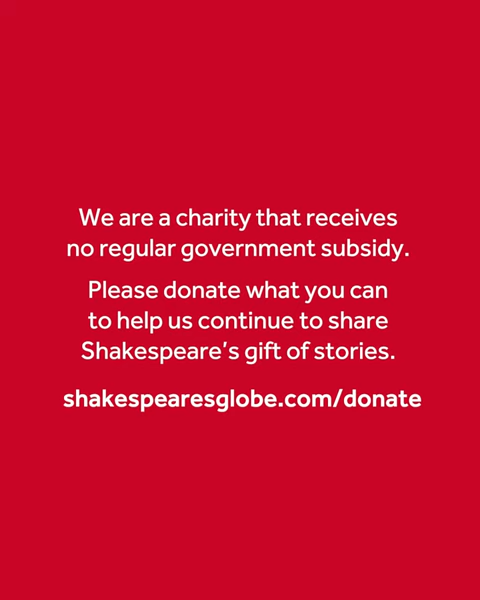 We are a charity that receives
no regular government subsidy.
Please donate what you can
to help us continue to share
Shakespeare’s gift of stories.
shakespearesglobe.com/donate